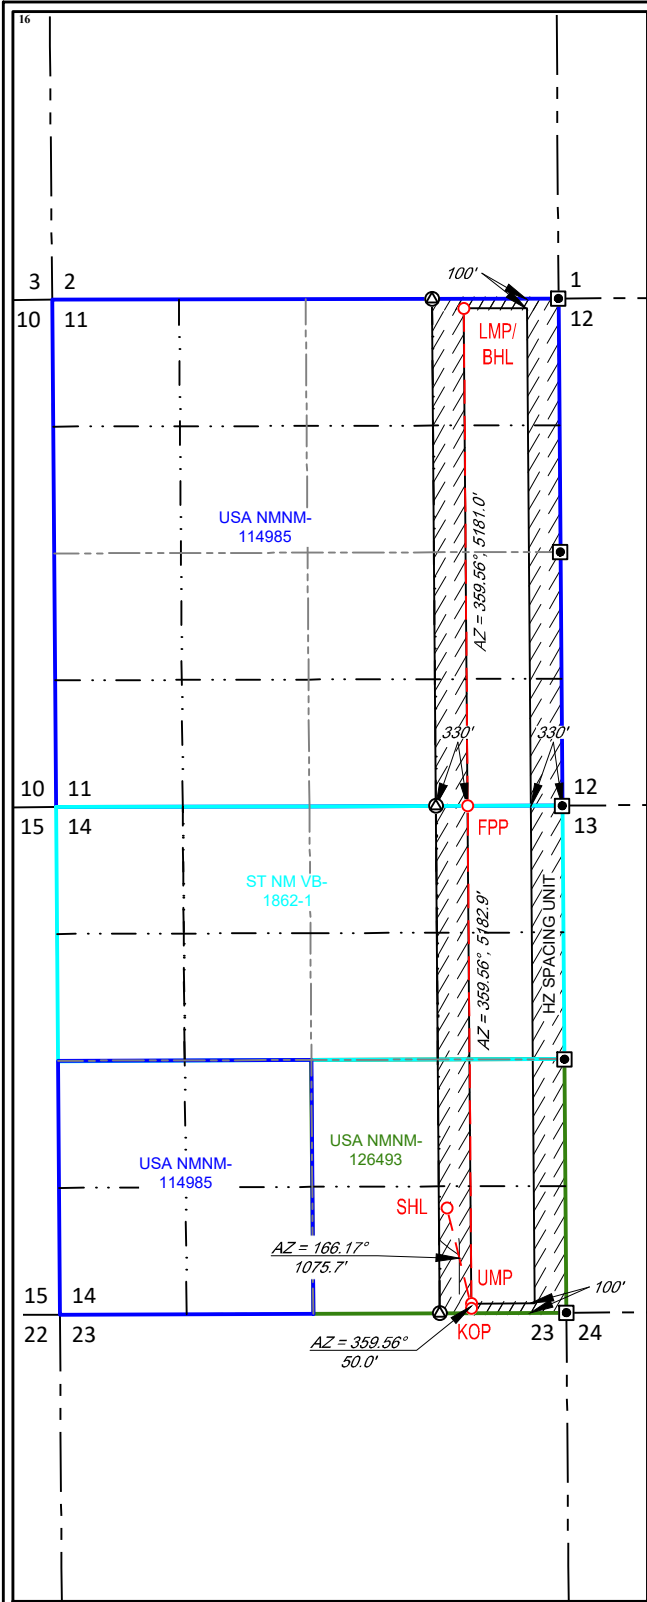 16
100'
3 2
1
10 11
12
LMP/
BHL
USA NMNM-
114985
AZ = 359.56°, 5181.0'
330'
330'
10 11
12
15 14
13
FPP
ST NM VB-
1862-1
HZ SPACING UNIT
AZ = 359.56°, 5182.9'
USA NMNM-
126493
USA NMNM-
114985
SHL
AZ = 166.17°
1075.7'
UMP
100'
15 14
KOP
22 23
23 24
AZ = 359.56°
50.0'